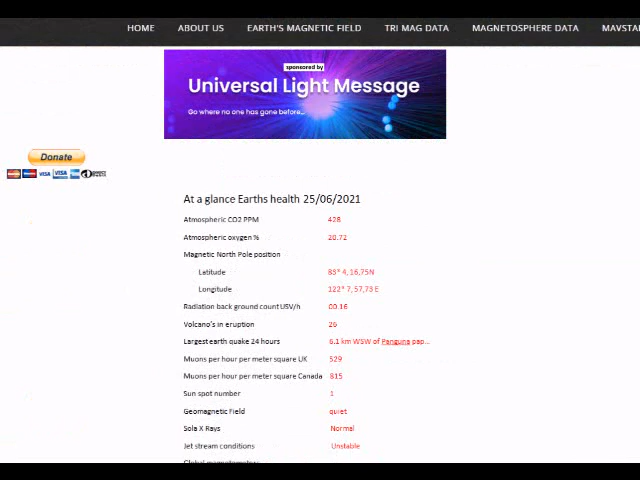 HOME ABOUT US EARTH'S MAGNETIC FIELD TRI MAG DATA MAGNETOSPHERE DATA MAVSTA
sponsored by
Universal Light Message
Go where no one has gone before...
Donate
VISA VISA
At a glance Earths health 25/06/2021
Atmospheric CO2 PPM 428
Atmospheric oxygen % 20.72
Magnetic North Pole position
Latitude 83° 4, 16,75N
Longitude 122° 7, 57,73 E
Radiation back ground count USV/h 00.16
Volcano's in eruption 26
Largest earth quake 24 hours 6.1 km WSW of Panguna pap...
Muons per hour per meter square UK 529
Muons per hour per meter square Canada 815
Sun spot number 1
Geomagnetic Field quiet
Sola X Rays Normal
Jet stream conditions Unstable